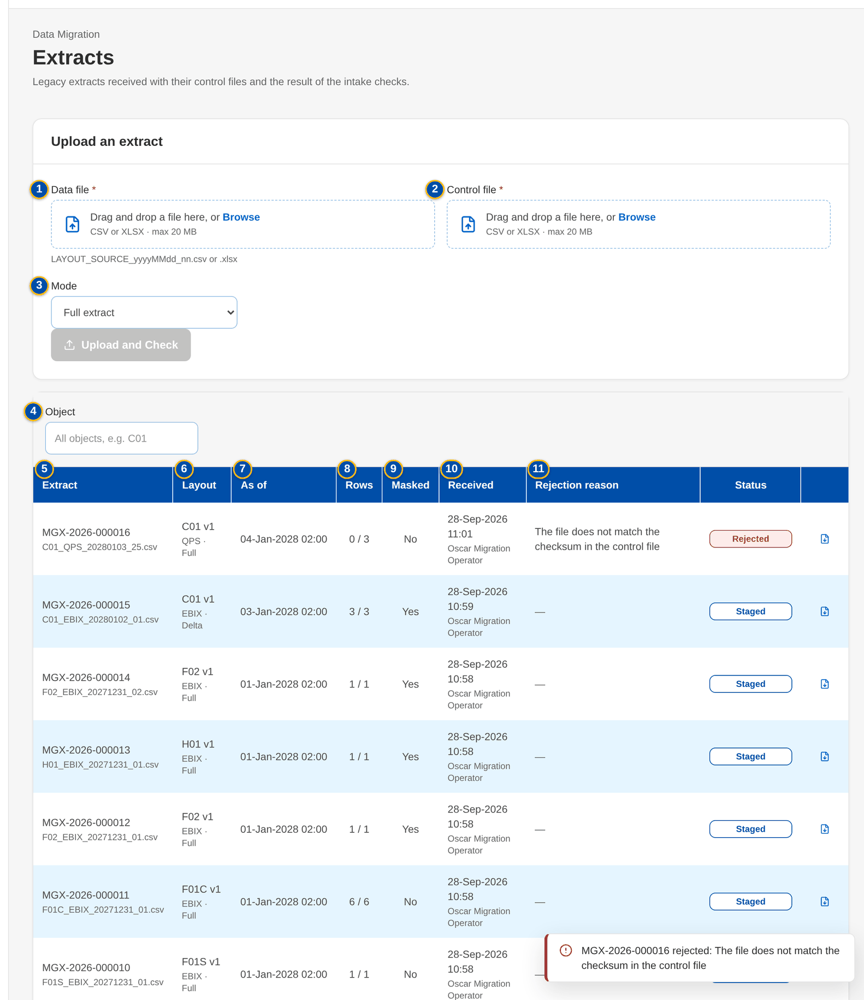 Data Migration
Extracts
Legacy extracts received with their control files and the result of the intake checks.
Upload an extract
1 Data file *
2 Control file *
Drag and drop a file here, or Browse
CSV or XLSX · max 20 MB
Drag and drop a file here, or Browse
CSV or XLSX · max 20 MB
LAYOUT_SOURCE_yyyyMMdd_nn.csv or .xlsx
3 Mode
Full extract
Upload and Check
4 Object
All objects, e.g. C01
5 6 7 8 9 10 11
Extract Layout As of Rows Masked Received Rejection reason Status
MGX-2026-000016
C01_QPS_20280103_25.csv
C01 v1
QPS ·
Full
04-Jan-2028 02:00
0 / 3
No
28-Sep-2026
11:01
Oscar Migration
Operator
The file does not match the
checksum in the control file
Rejected
MGX-2026-000015
C01_EBIX_20280102_01.csv
C01 v1
EBIX ·
Delta
03-Jan-2028 02:00
3 / 3
Yes
28-Sep-2026
10:59
Oscar Migration
Operator
—
Staged
MGX-2026-000014
F02_EBIX_20271231_02.csv
F02 v1
EBIX ·
Full
01-Jan-2028 02:00
1 / 1
Yes
28-Sep-2026
10:58
Oscar Migration
Operator
—
Staged
MGX-2026-000013
H01_EBIX_20271231_01.csv
H01 v1
EBIX ·
Full
01-Jan-2028 02:00
1 / 1
Yes
28-Sep-2026
10:58
Oscar Migration
Operator
—
Staged
MGX-2026-000012
F02_EBIX_20271231_01.csv
F02 v1
EBIX ·
Full
01-Jan-2028 02:00
1 / 1
Yes
28-Sep-2026
10:58
Oscar Migration
Operator
—
Staged
MGX-2026-000011
F01C_EBIX_20271231_01.csv
F01C v1
EBIX ·
Full
01-Jan-2028 02:00
6 / 6
No
28-Sep-2026
10:58
Oscar Migration
Operator
—
Staged
MGX-2026-000010
F01S_EBIX_20271231_01.csv
F01S v1
EBIX ·
Full
01-Jan-2028 02:00
1 / 1
No
28-Sep-2026
10:58
Oscar Migration
Operator
—
MGX-2026-000016 rejected: The file does not match the
checksum in the control file